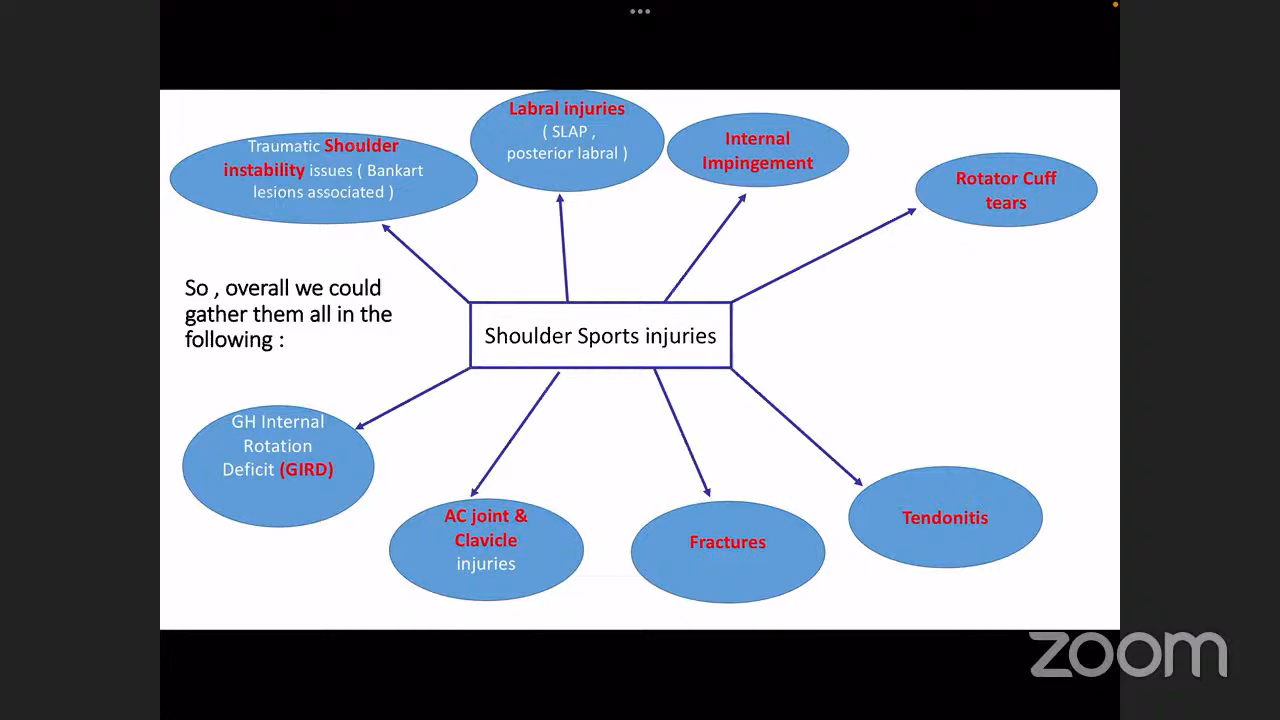 Labral injuries
( SLAP ,
posterior labral )
Traumatic Shoulder
instability issues ( Bankart
lesions associated )
Internal
Impingement
Rotator Cuff
tears
So , overall we could
gather them all in the
following :
Shoulder Sports injuries
GH Internal
Rotation
Deficit (GIRD)
AC joint &
Clavicle
injuries
Fractures
Tendonitis
zoom